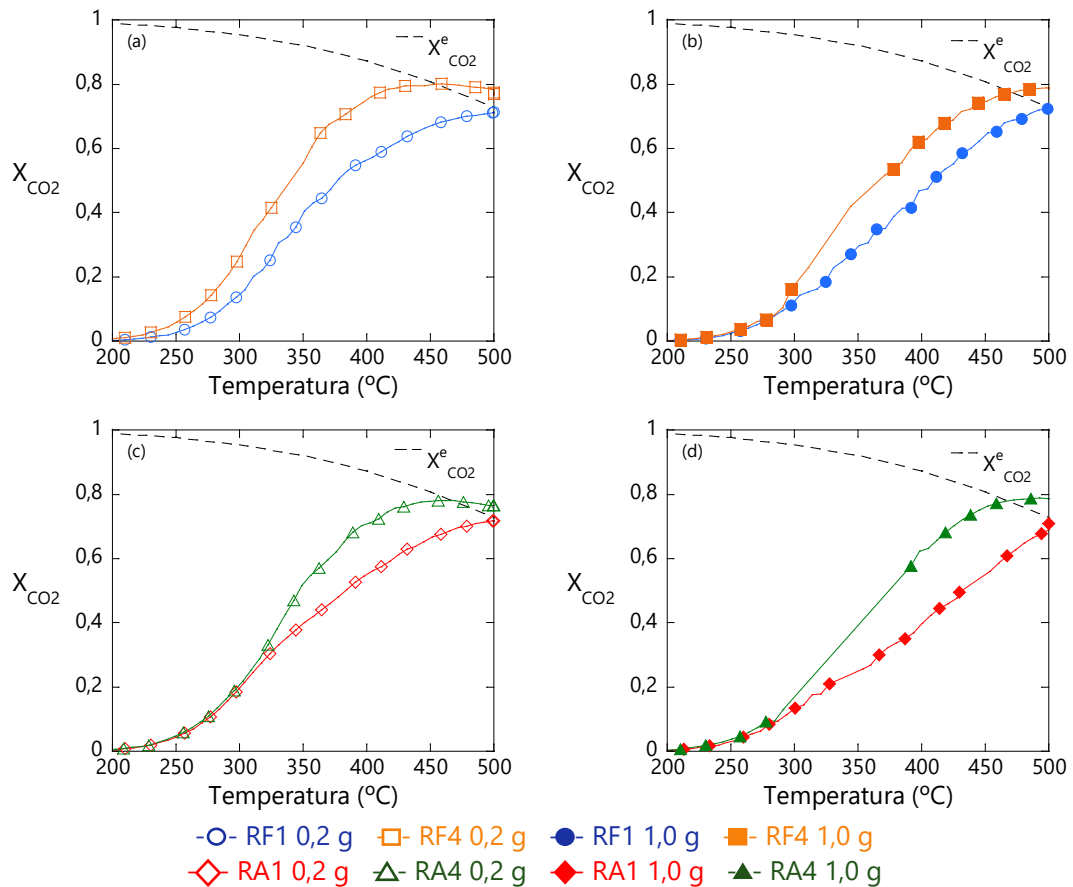 (a)
X^e_CO2
1
0,8
0,6
0,4
0,2
0
X_CO2
200 250 300 350 400 450 500
Temperatura (ºC)
(b)
X^e_CO2
1
0,8
0,6
0,4
0,2
0
X_CO2
200 250 300 350 400 450 500
Temperatura (ºC)
(c)
X^e_CO2
1
0,8
0,6
0,4
0,2
0
X_CO2
200 250 300 350 400 450 500
Temperatura (ºC)
(d)
X^e_CO2
1
0,8
0,6
0,4
0,2
0
X_CO2
200 250 300 350 400 450 500
Temperatura (ºC)
RF1 0,2 g RF4 0,2 g RF1 1,0 g RF4 1,0 g
RA1 0,2 g RA4 0,2 g RA1 1,0 g RA4 1,0 g